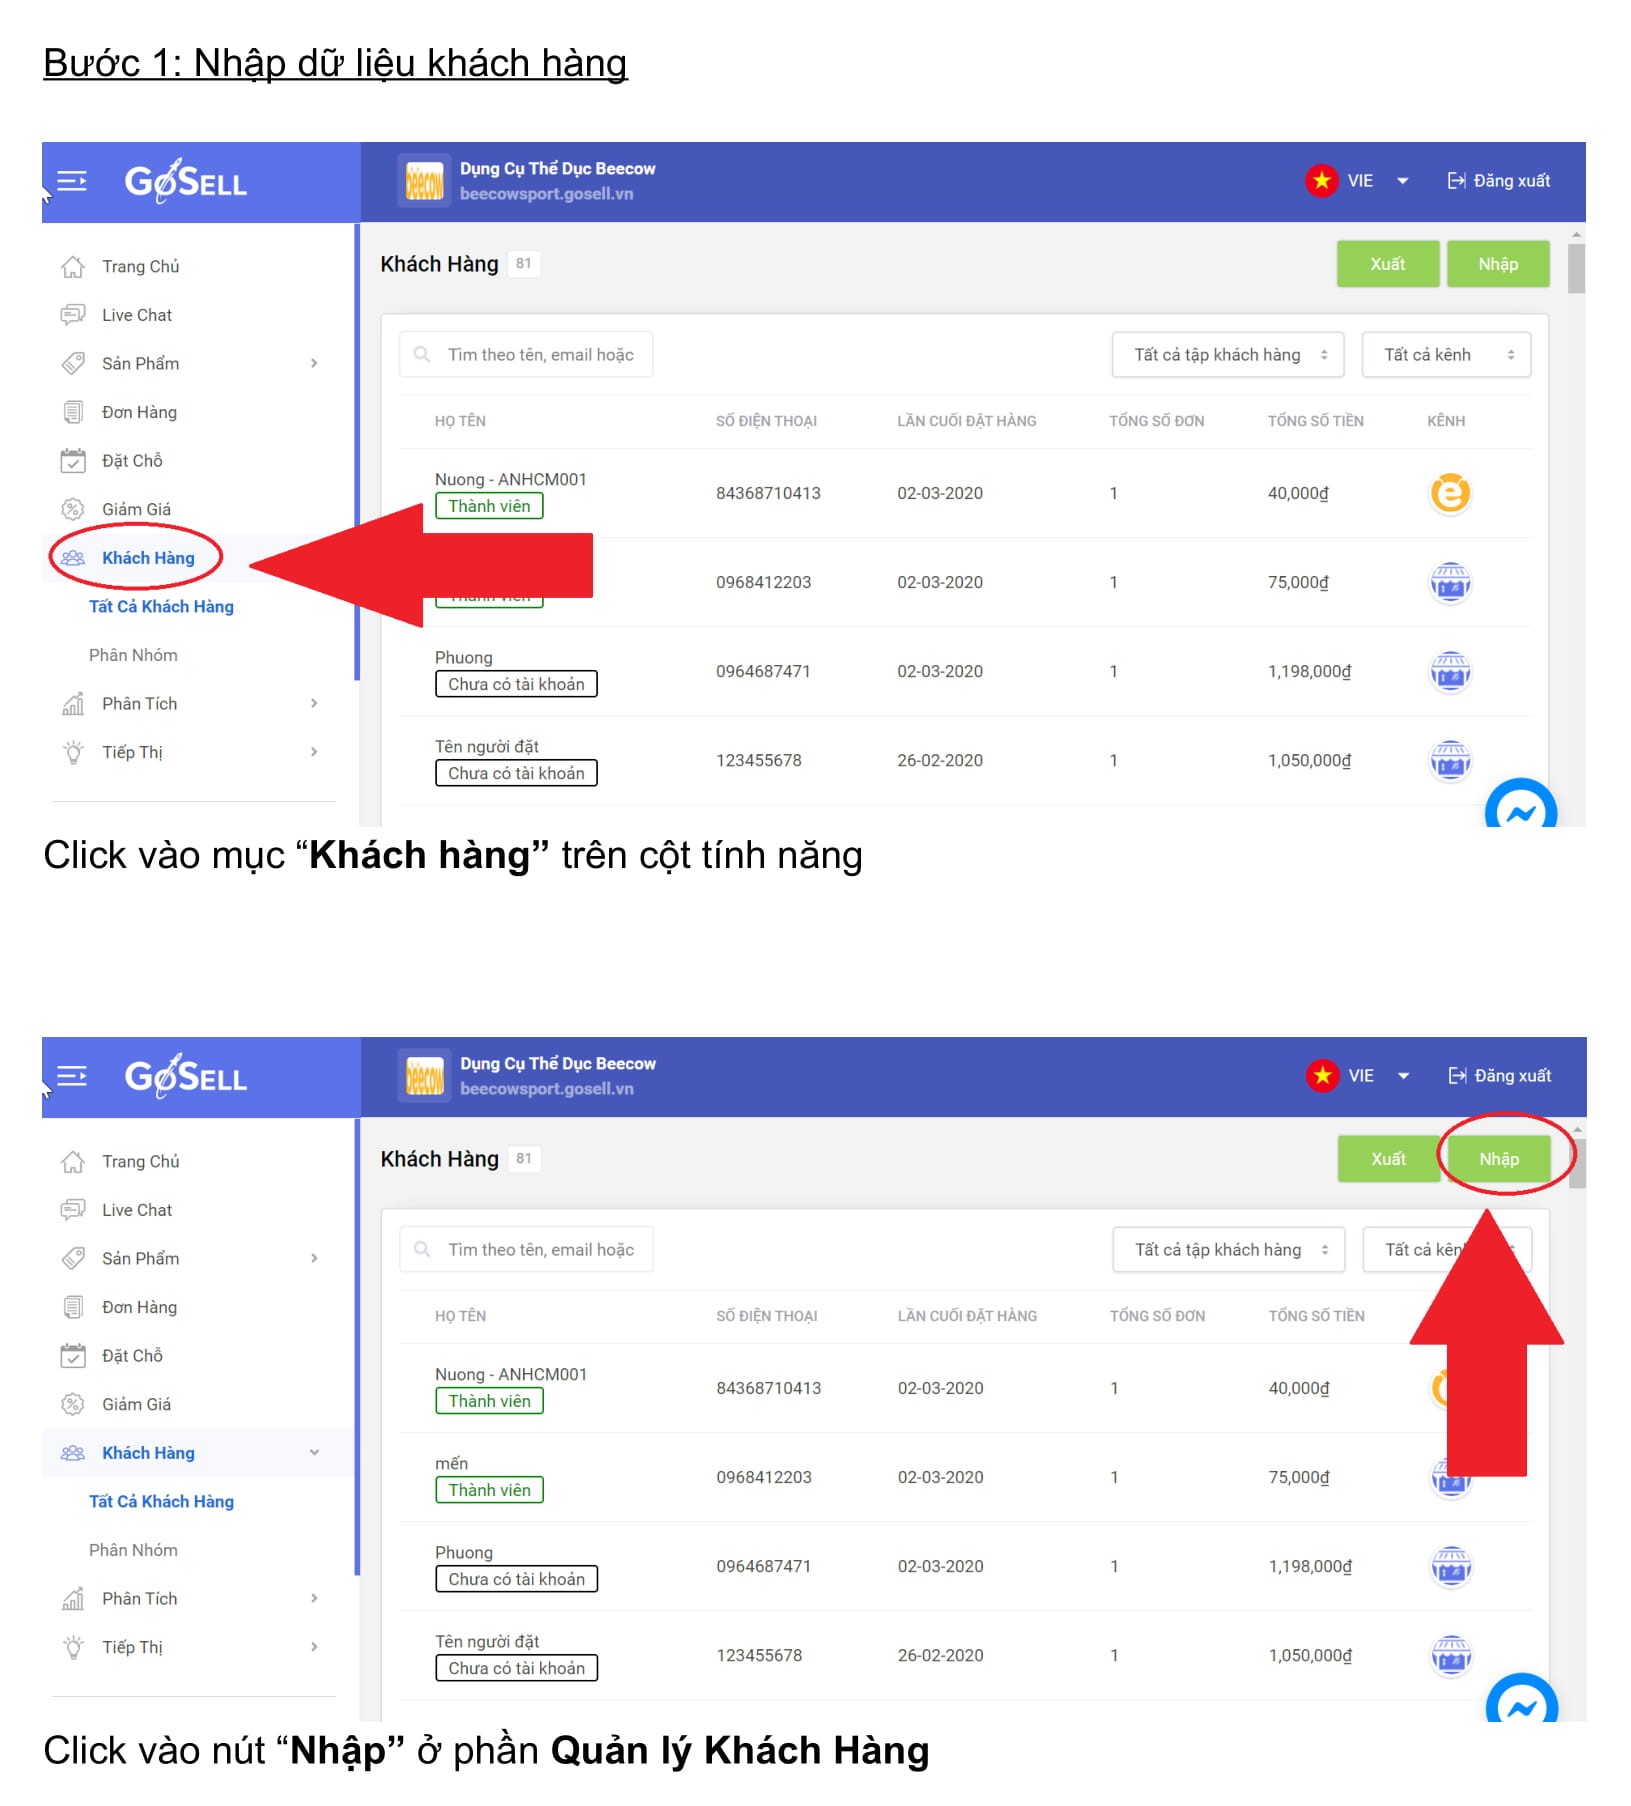 Bước 1: Nhập dữ liệu khách hàng
GoSELL
beecow
Dụng Cụ Thể Dục Beecow
beecowsport.gosell.vn
VIE
Đăng xuất
Trang Chủ
Live Chat
Sản Phẩm
Đơn Hàng
Đặt Chỗ
Giảm Giá
Khách Hàng
Tất Cả Khách Hàng
Phân Nhóm
Phân Tích
Tiếp Thị
Khách Hàng 81
Xuất
Nhập
Tìm theo tên, email hoặc
Tất cả tập khách hàng
Tất cả kênh
HỌ TÊN SỐ ĐIỆN THOẠI LẦN CUỐI ĐẶT HÀNG TỔNG SỐ ĐƠN TỔNG SỐ TIỀN KÊNH
Nuong - ANHCM001
Thành viên
84368710413 02-03-2020 1 40,000₫
Thành viên
0968412203 02-03-2020 1 75,000₫
Phuong
Chưa có tài khoản
0964687471 02-03-2020 1 1,198,000₫
Tên người đặt
Chưa có tài khoản
123455678 26-02-2020 1 1,050,000₫
Click vào mục “Khách hàng” trên cột tính năng
GoSELL
beecow
Dụng Cụ Thể Dục Beecow
beecowsport.gosell.vn
VIE
Đăng xuất
Trang Chủ
Live Chat
Sản Phẩm
Đơn Hàng
Đặt Chỗ
Giảm Giá
Khách Hàng
Tất Cả Khách Hàng
Phân Nhóm
Phân Tích
Tiếp Thị
Khách Hàng 81
Xuất
Nhập
Tìm theo tên, email hoặc
Tất cả tập khách hàng
Tất cả kên
HỌ TÊN SỐ ĐIỆN THOẠI LẦN CUỐI ĐẶT HÀNG TỔNG SỐ ĐƠN TỔNG SỐ TIỀN
Nuong - ANHCM001
Thành viên
84368710413 02-03-2020 1 40,000₫
mến
Thành viên
0968412203 02-03-2020 1 75,000₫
Phuong
Chưa có tài khoản
0964687471 02-03-2020 1 1,198,000₫
Tên người đặt
Chưa có tài khoản
123455678 26-02-2020 1 1,050,000₫
Click vào nút “Nhập” ở phần Quản lý Khách Hàng